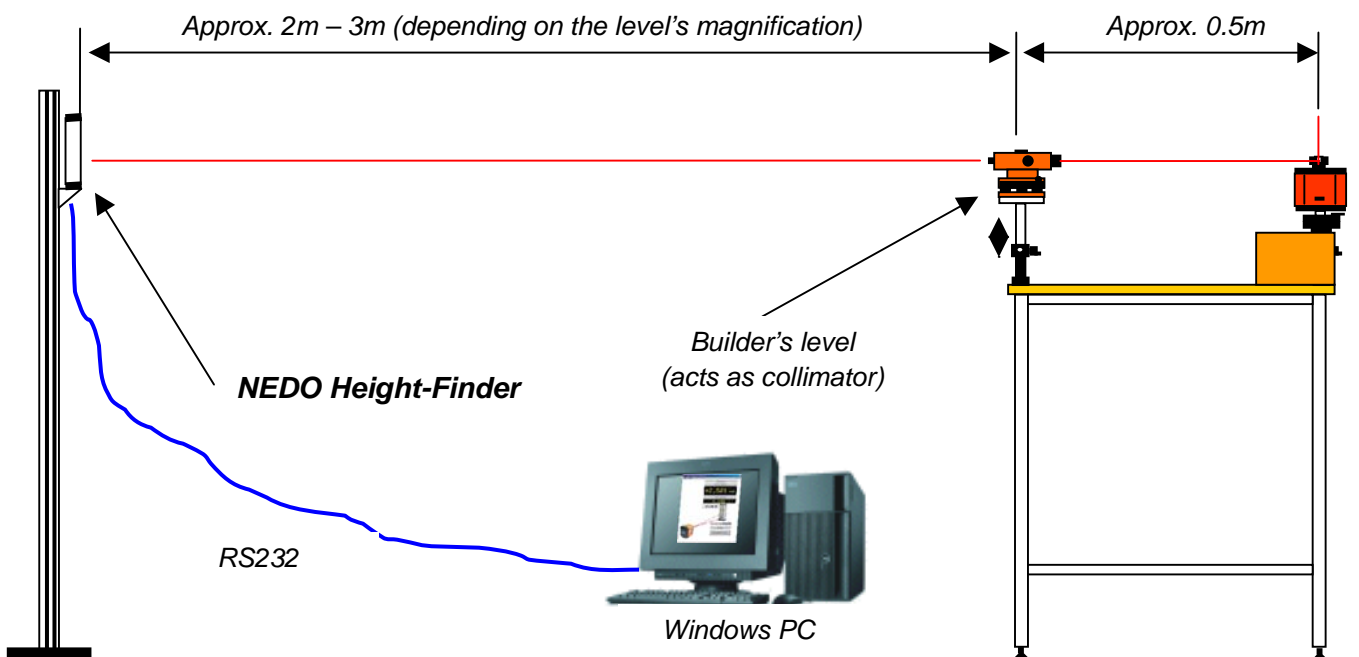 Approx. 2m – 3m (depending on the level’s magnification)
Approx. 0.5m
Builder’s level
(acts as collimator)
NEDO Height-Finder
RS232
Windows PC